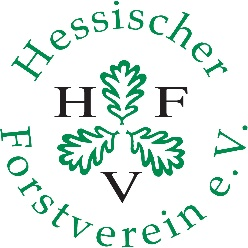 Hessischer
H F
V
Forstverein e. V.